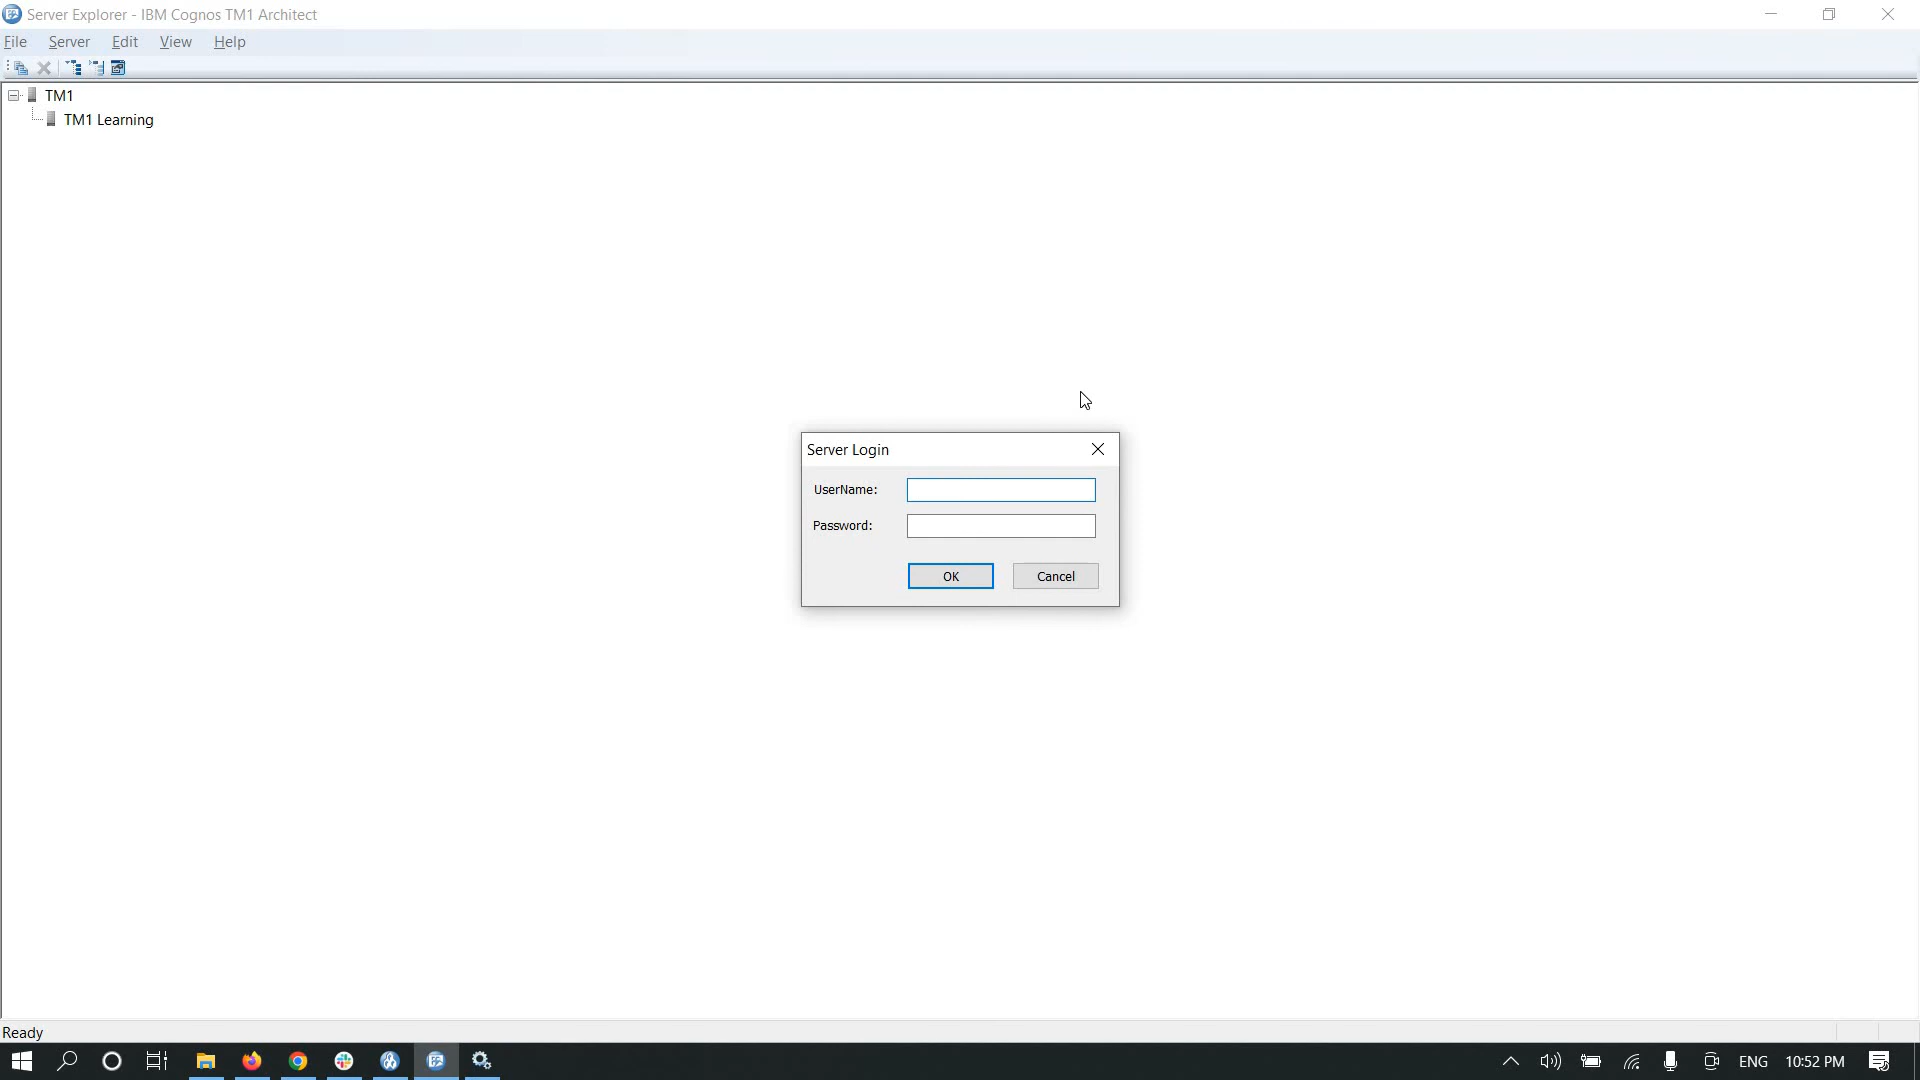 Server Explorer - IBM Cognos TM1 Architect
File Server Edit View Help
TM1
TM1 Learning
Server Login
UserName:
Password:
OK Cancel
Ready
ENG 10:52 PM